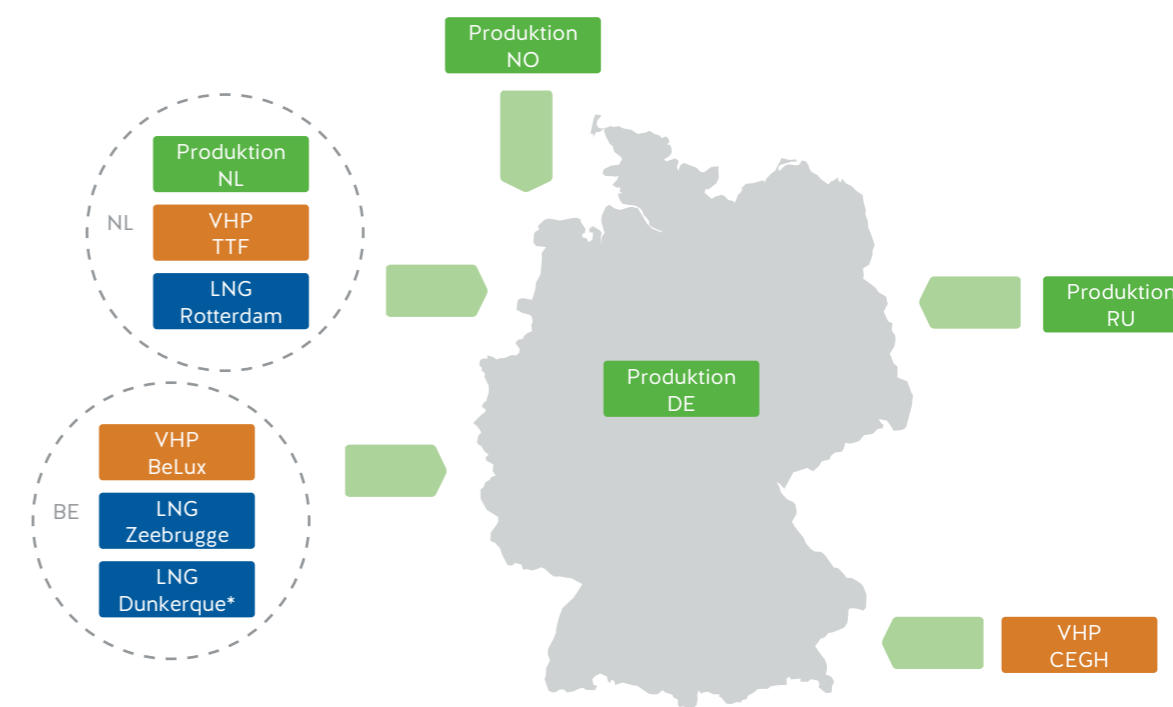 Produktion
NO
NL
Produktion
NL
VHP
TTF
LNG
Rotterdam
Produktion
RU
Produktion
DE
BE
VHP
BeLux
LNG
Zeebrugge
LNG
Dunkerque*
VHP
CEGH